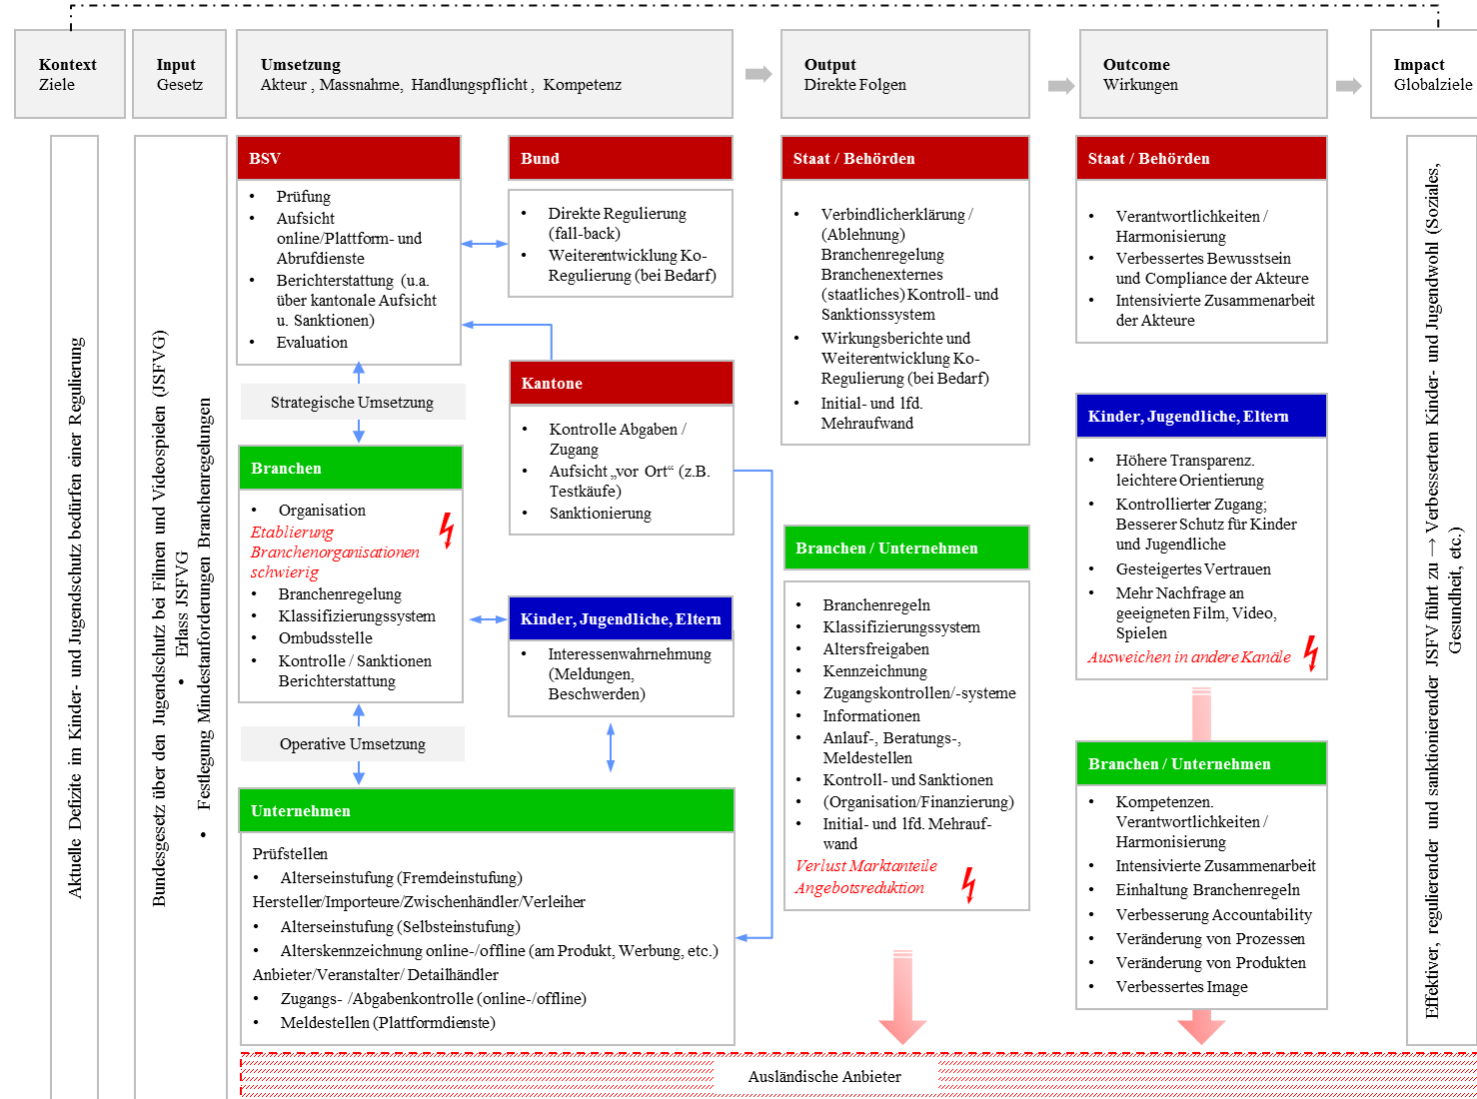 Kontext
Ziele
Input
Gesetz
Umsetzung
Akteur , Massnahme, Handlungspflicht , Kompetenz
Output
Direkte Folgen
Outcome
Wirkungen
Impact
Globalziele
Aktuelle Defizite im Kinder- und Jugendschutz bedürfen einer Regulierung
Bundesgesetz über den Jugendschutz bei Filmen und Videospielen (JSFVG)
• Erlass JSFVG
• Festlegung Mindestanforderungen Branchenregelungen
BSV
• Prüfung
• Aufsicht
online/Plattform- und
Abrufdienste
• Berichterstattung (u.a.
über kantonale Aufsicht
u. Sanktionen)
• Evaluation
Bund
• Direkte Regulierung
(fall-back)
• Weiterentwicklung Ko-
Regulierung (bei Bedarf)
Strategische Umsetzung
Kantone
• Kontrolle Abgaben /
Zugang
• Aufsicht „vor Ort“ (z.B.
Testkäufe)
• Sanktionierung
Branchen
• Organisation
Etablierung
Branchenorganisationen
schwierig
• Branchenregelung
• Klassifizierungssystem
• Ombudsstelle
• Kontrolle / Sanktionen
Berichterstattung
Kinder, Jugendliche, Eltern
• Interessenwahrnehmung
(Meldungen,
Beschwerden)
Operative Umsetzung
Unternehmen
Prüfstellen
• Alterseinstufung (Fremdeinstufung)
Hersteller/Importeure/Zwischenhändler/Verleiher
• Alterseinstufung (Selbsteinstufung)
• Alterskennzeichnung online-/offline (am Produkt, Werbung, etc.)
Anbieter/Veranstalter/ Detailhändler
• Zugangs- /Abgabenkontrolle (online-/offline)
• Meldestellen (Plattformdienste)
Staat / Behörden
• Verbindlicherklärung /
(Ablehnung)
Branchenregelung
Branchenexternes
(staatliches) Kontroll- und
Sanktionssystem
• Wirkungsberichte und
Weiterentwicklung Ko-
Regulierung (bei Bedarf)
• Initial- und lfd.
Mehraufwand
Branchen / Unternehmen
• Branchenregeln
• Klassifizierungssystem
• Altersfreigaben
• Kennzeichnung
• Zugangskontrollen/-systeme
• Informationen
• Anlauf-, Beratungs-,
Meldestellen
• Kontroll- und Sanktionen
• (Organisation/Finanzierung)
• Initial- und lfd. Mehrauf-
wand
Verlust Marktanteile
Angebotsreduktion
Staat / Behörden
• Verantwortlichkeiten /
Harmonisierung
• Verbessertes Bewusstsein
und Compliance der Akteure
• Intensivierte Zusammenarbeit
der Akteure
Kinder, Jugendliche, Eltern
• Höhere Transparenz.
leichtere Orientierung
• Kontrollierter Zugang;
Besserer Schutz für Kinder
und Jugendliche
• Gesteigertes Vertrauen
• Mehr Nachfrage an
geeigneten Film, Video,
Spielen
Ausweichen in andere Kanäle
Branchen / Unternehmen
• Kompetenzen.
Verantwortlichkeiten /
Harmonisierung
• Intensivierte Zusammenarbeit
• Einhaltung Branchenregeln
• Verbesserung Accountability
• Veränderung von Prozessen
• Veränderung von Produkten
• Verbessertes Image
Effektiver, regulierender und sanktionierender JSFV führt zu → Verbessertem Kinder- und Jugendwohl (Soziales,
Gesundheit, etc.)
Ausländische Anbieter